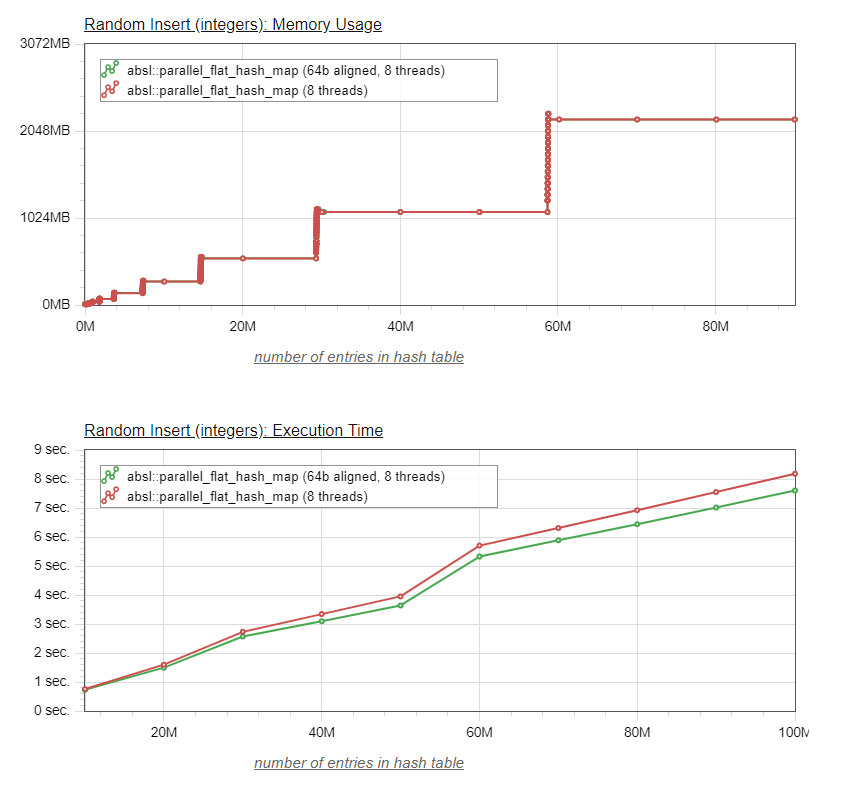 Random Insert (integers): Memory Usage
3072MB
absl::parallel_flat_hash_map (64b aligned, 8 threads)
absl::parallel_flat_hash_map (8 threads)
2048MB
1024MB
0MB
0M 20M 40M 60M 80M
number of entries in hash table
Random Insert (integers): Execution Time
9 sec.
absl::parallel_flat_hash_map (64b aligned, 8 threads)
8 sec.
absl::parallel_flat_hash_map (8 threads)
7 sec.
6 sec.
5 sec.
4 sec.
3 sec.
2 sec.
1 sec.
0 sec.
20M 40M 60M 80M 100M
number of entries in hash table